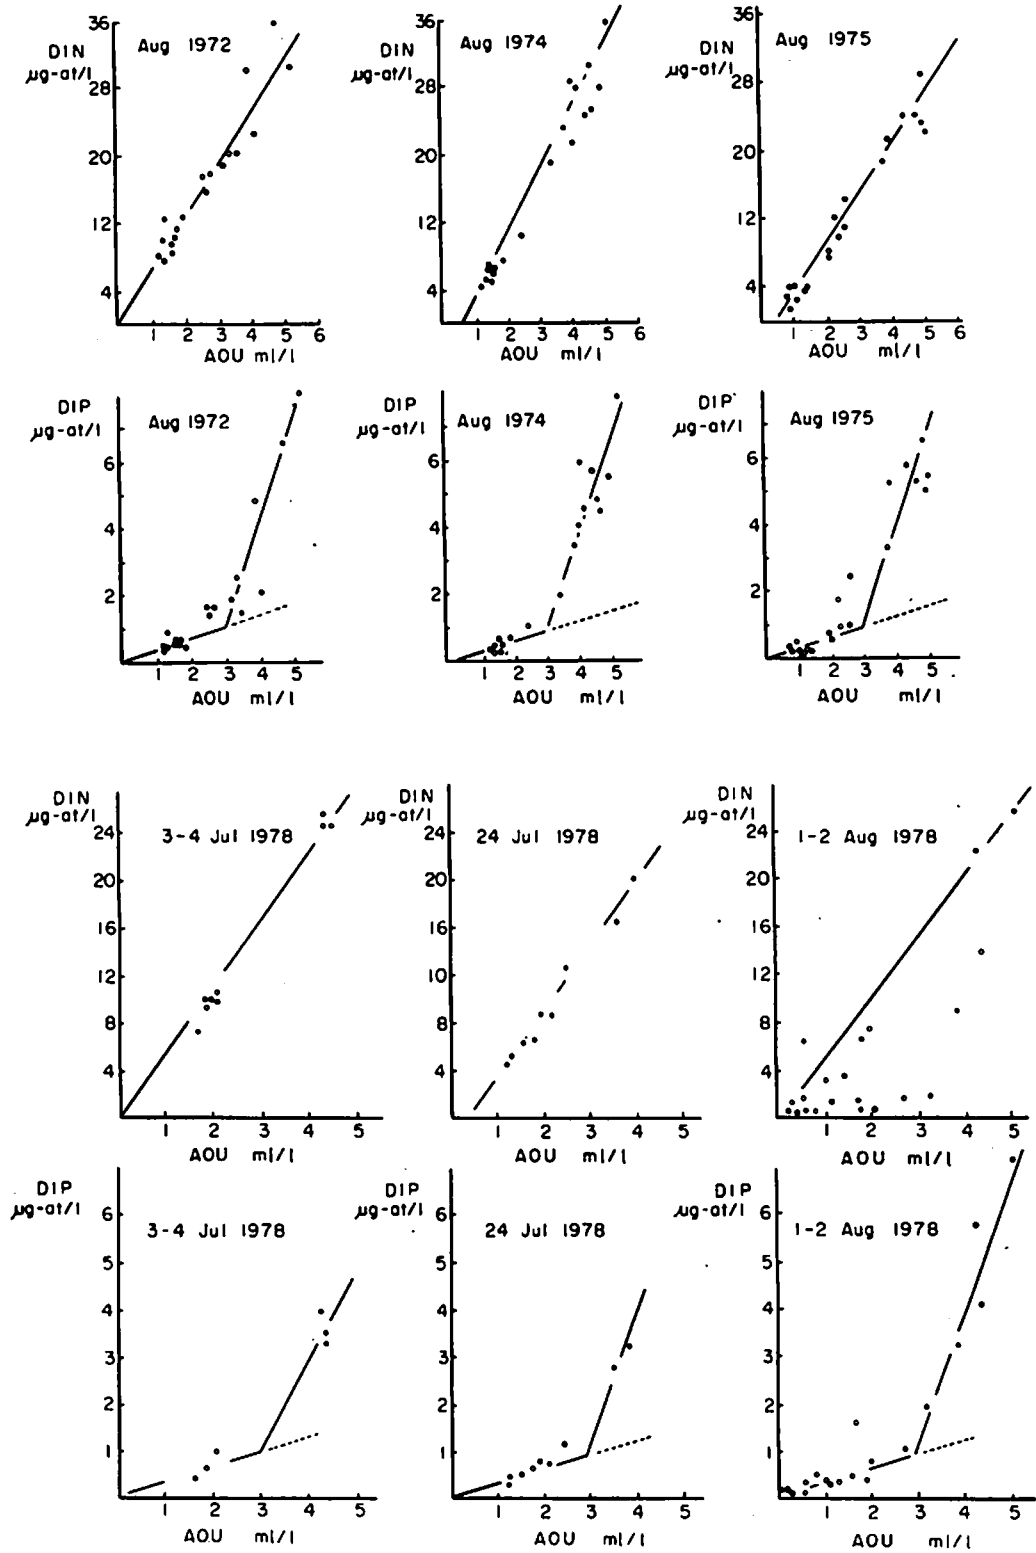 DIN
µg-at/l
Aug 1972
36
28
20
12
4
1 2 3 4 5 6
AOU ml/l
DIN
µg-at/l
Aug 1974
36
28
20
12
4
1 2 3 4 5 6
AOU ml/l
DIN
µg-at/l
Aug 1975
36
28
20
12
4
1 2 3 4 5 6
AOU ml/l
DIP
µg-at/l
Aug 1972
6
4
2
1 2 3 4 5
AOU ml/l
DIP
µg-at/l
Aug 1974
6
4
2
1 2 3 4 5
AOU ml/l
DIP
µg-at/l
Aug 1975
6
4
2
1 2 3 4 5
AOU ml/l
DIN
µg-at/l
3-4 Jul 1978
24
20
16
12
8
4
1 2 3 4 5
AOU ml/l
DIN
µg-at/l
24 Jul 1978
24
20
16
10
8
4
1 2 3 4 5
AOU ml/l
DIN
µg-at/l
1-2 Aug 1978
24
20
16
12
8
4
1 2 3 4 5
AOU ml/l
DIP
µg-at/l
3-4 Jul 1978
6
5
4
3
2
1
1 2 3 4 5
AOU ml/l
DIP
µg-at/l
24 Jul 1978
6
5
4
3
2
1
1 2 3 4 5
AOU ml/l
DIP
µg-at/l
1-2 Aug 1978
6
5
4
3
2
1
1 2 3 4 5
AOU ml/l